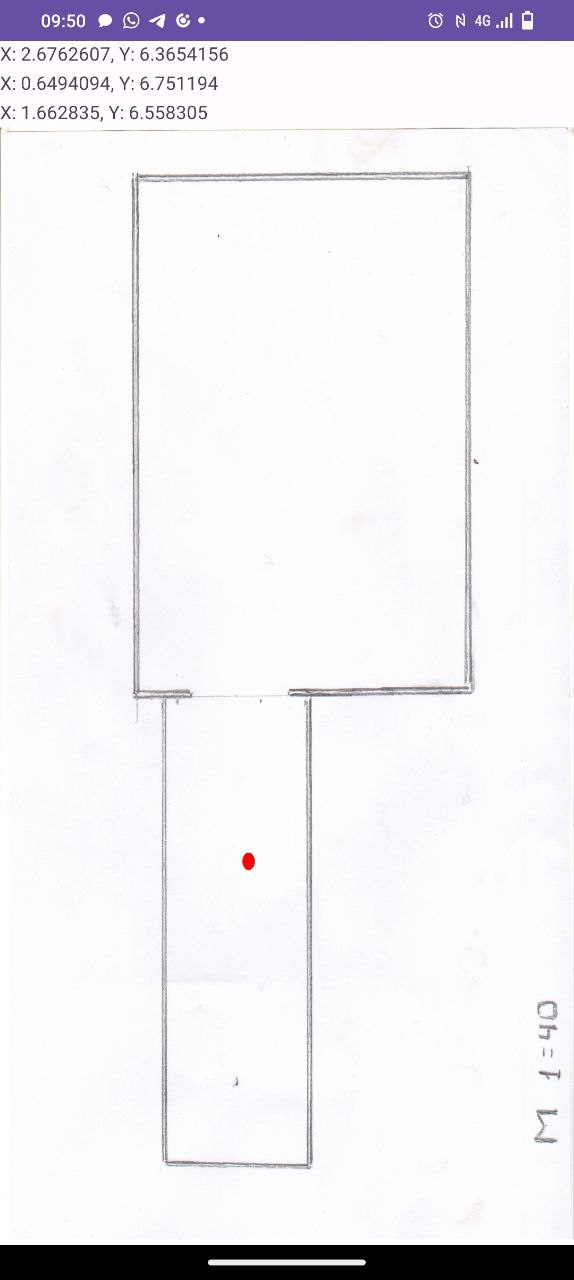 09:50
4G
X: 2.6762607, Y: 6.3654156
X: 0.6494094, Y: 6.751194
X: 1.662835, Y: 6.558305
М 1=40